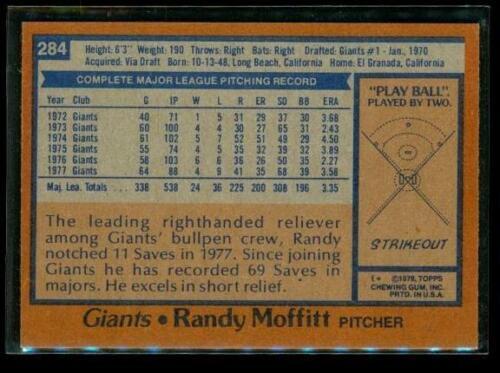 284
Height: 6'3" Weight: 190 Throws: Right Bats: Right Drafted: Giants #1 - Jan., 1970
Acquired: Via Draft Born: 10-13-48, Long Beach, California Home: El Granada, California
COMPLETE MAJOR LEAGUE PITCHING RECORD
Year Club G IP W L R ER SO BB ERA
1972 Giants 40 71 1 5 31 29 37 30 3.68
1973 Giants 60 100 4 4 30 27 65 31 2.43
1974 Giants 61 102 5 7 52 51 49 29 4.50
1975 Giants 55 74 4 5 35 32 39 32 3.89
1976 Giants 58 103 6 6 36 26 50 35 2.27
1977 Giants 64 88 4 9 41 35 68 39 3.58
Maj. Lea. Totals ..... 338 538 24 36 225 200 308 196 3.35
The leading righthanded reliever
among Giants' bullpen crew, Randy
notched 11 Saves in 1977. Since joining
Giants he has recorded 69 Saves in
majors. He excels in short relief.
"PLAY BALL"
PLAYED BY TWO.
STRIKEOUT
©1978, TOPPS
CHEWING GUM, INC.
PRTD. IN U.S.A.
Giants • Randy Moffitt PITCHER